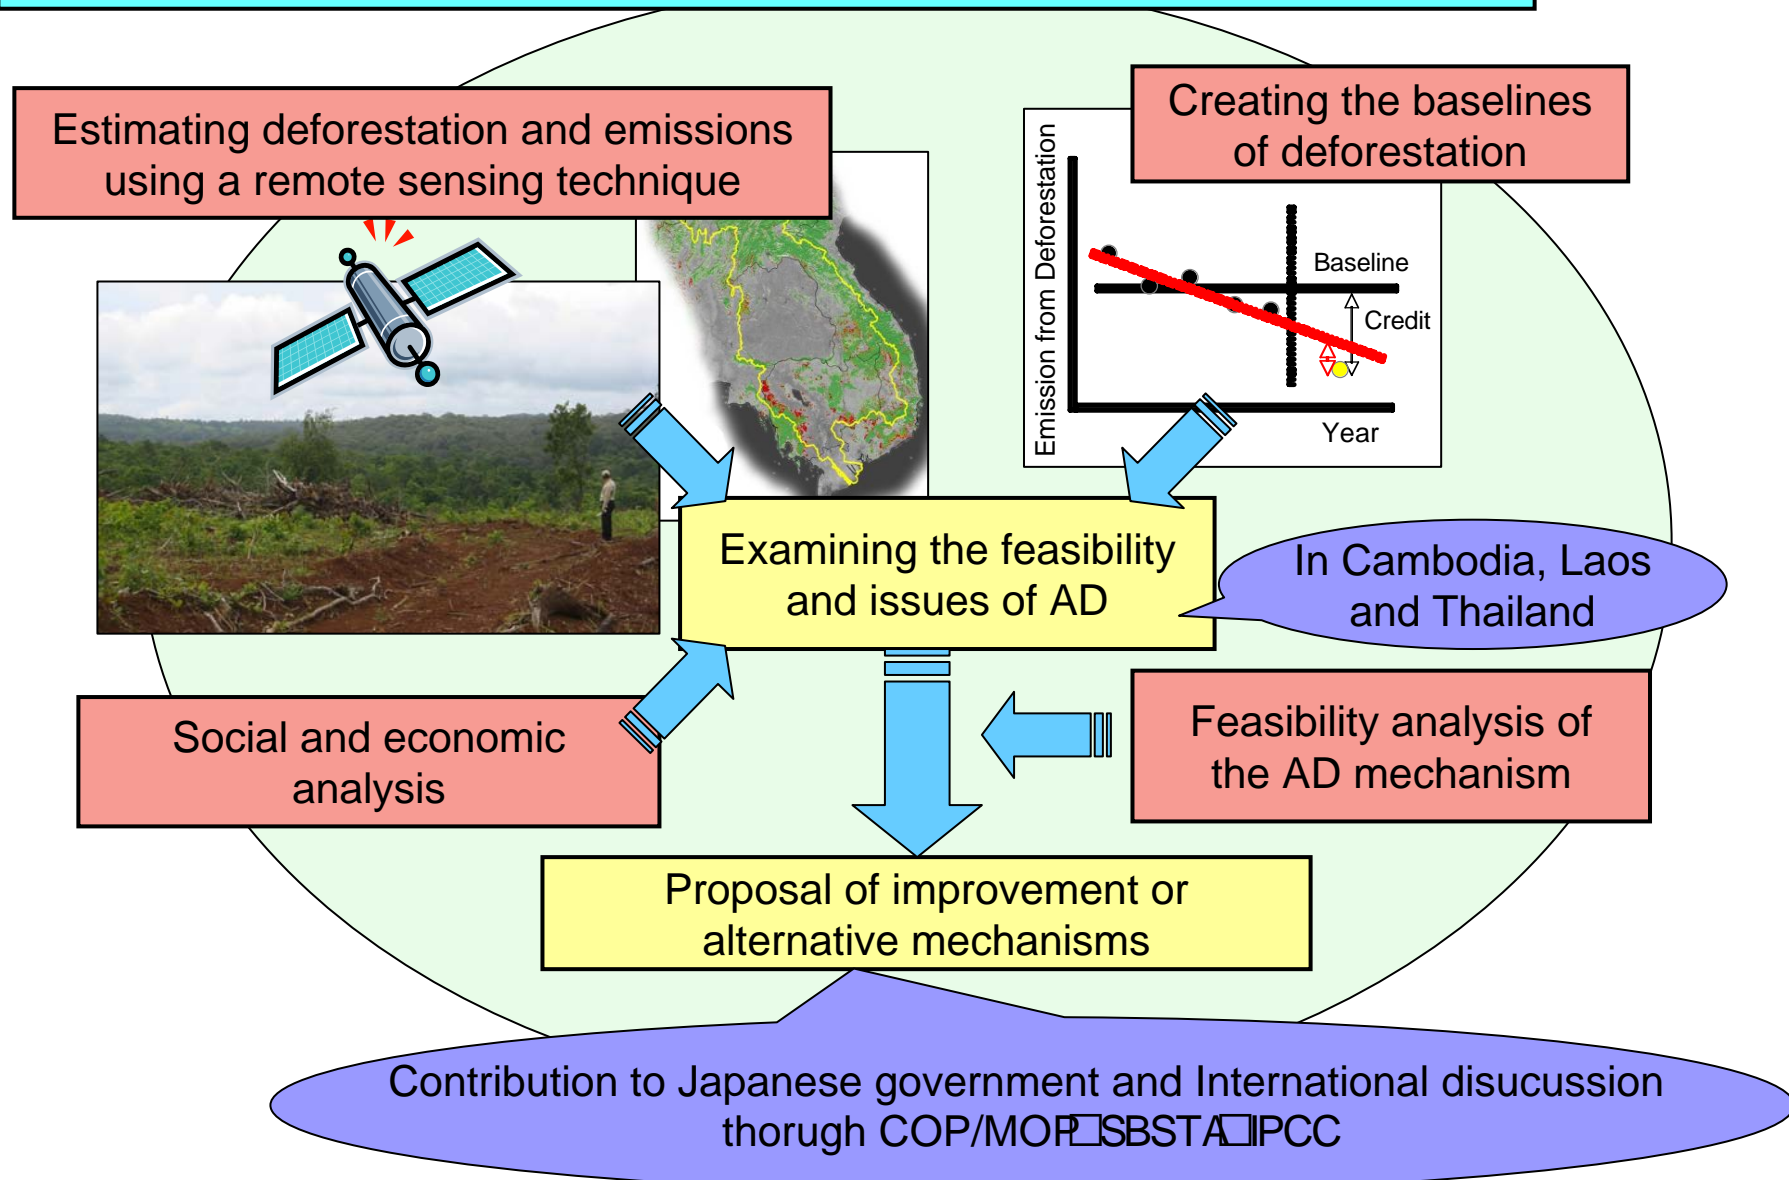 Estimating deforestation and emissions
using a remote sensing technique
Creating the baselines
of deforestation
Emission from Deforestation
Baseline
Credit
Year
Examining the feasibility
and issues of AD
In Cambodia, Laos
and Thailand
Social and economic
analysis
Feasibility analysis of
the AD mechanism
Proposal of improvement or
alternative mechanisms
Contribution to Japanese government and International disucussion
thorugh COP/MOP□SBSTA□IPCC